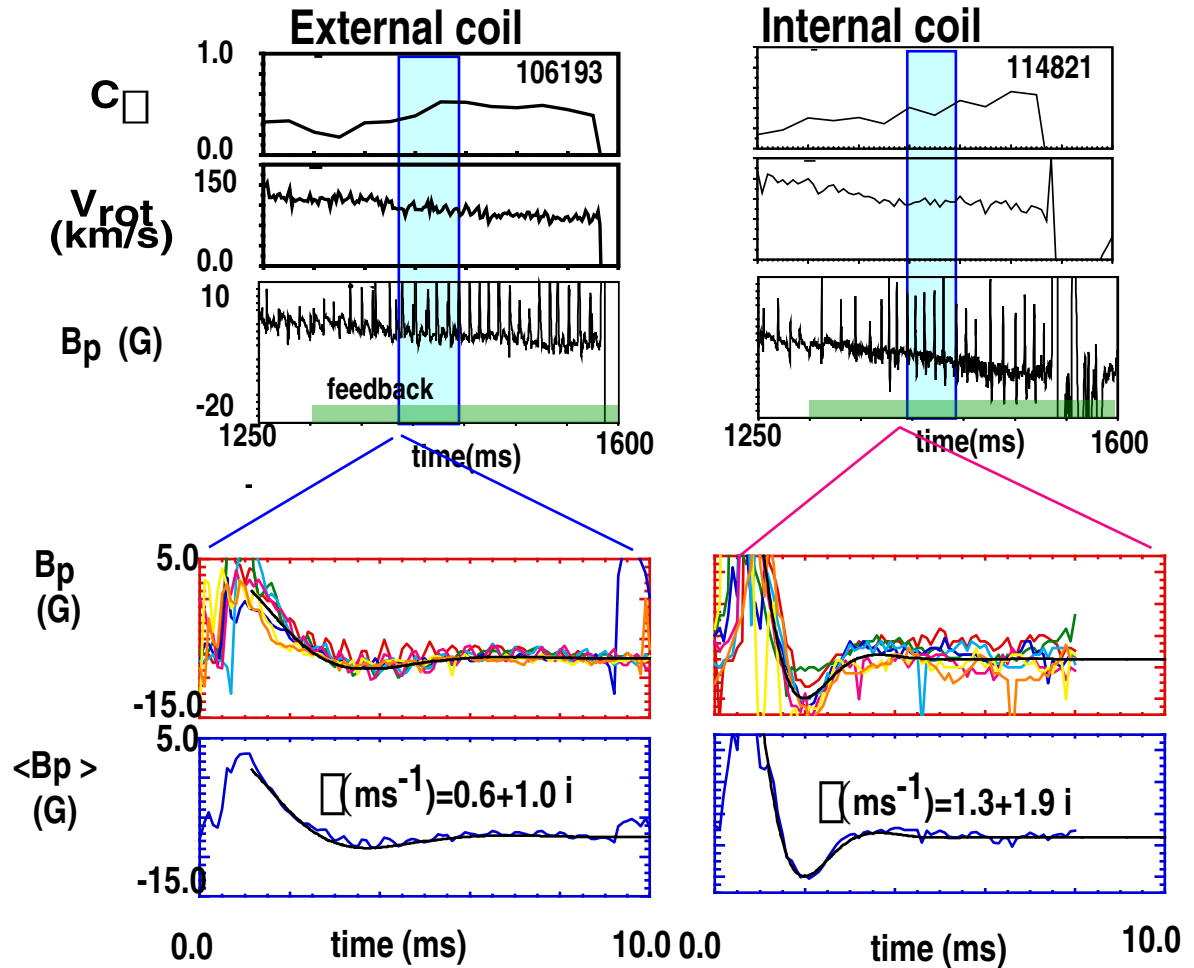 External coil
Internal coil
1.0
106193
114821
C□
0.0
150
Vrot
(km/s)
0.0
10
Bp (G)
feedback
-20
1250
time(ms)
1600
1250
time(ms)
1600
5.0
Bp
(G)
-15.0
5.0
<Bp >
(G)
□(ms-1)=0.6+1.0 i
□(ms-1)=1.3+1.9 i
-15.0
0.0
time (ms)
10.0
0.0
time (ms)
10.0